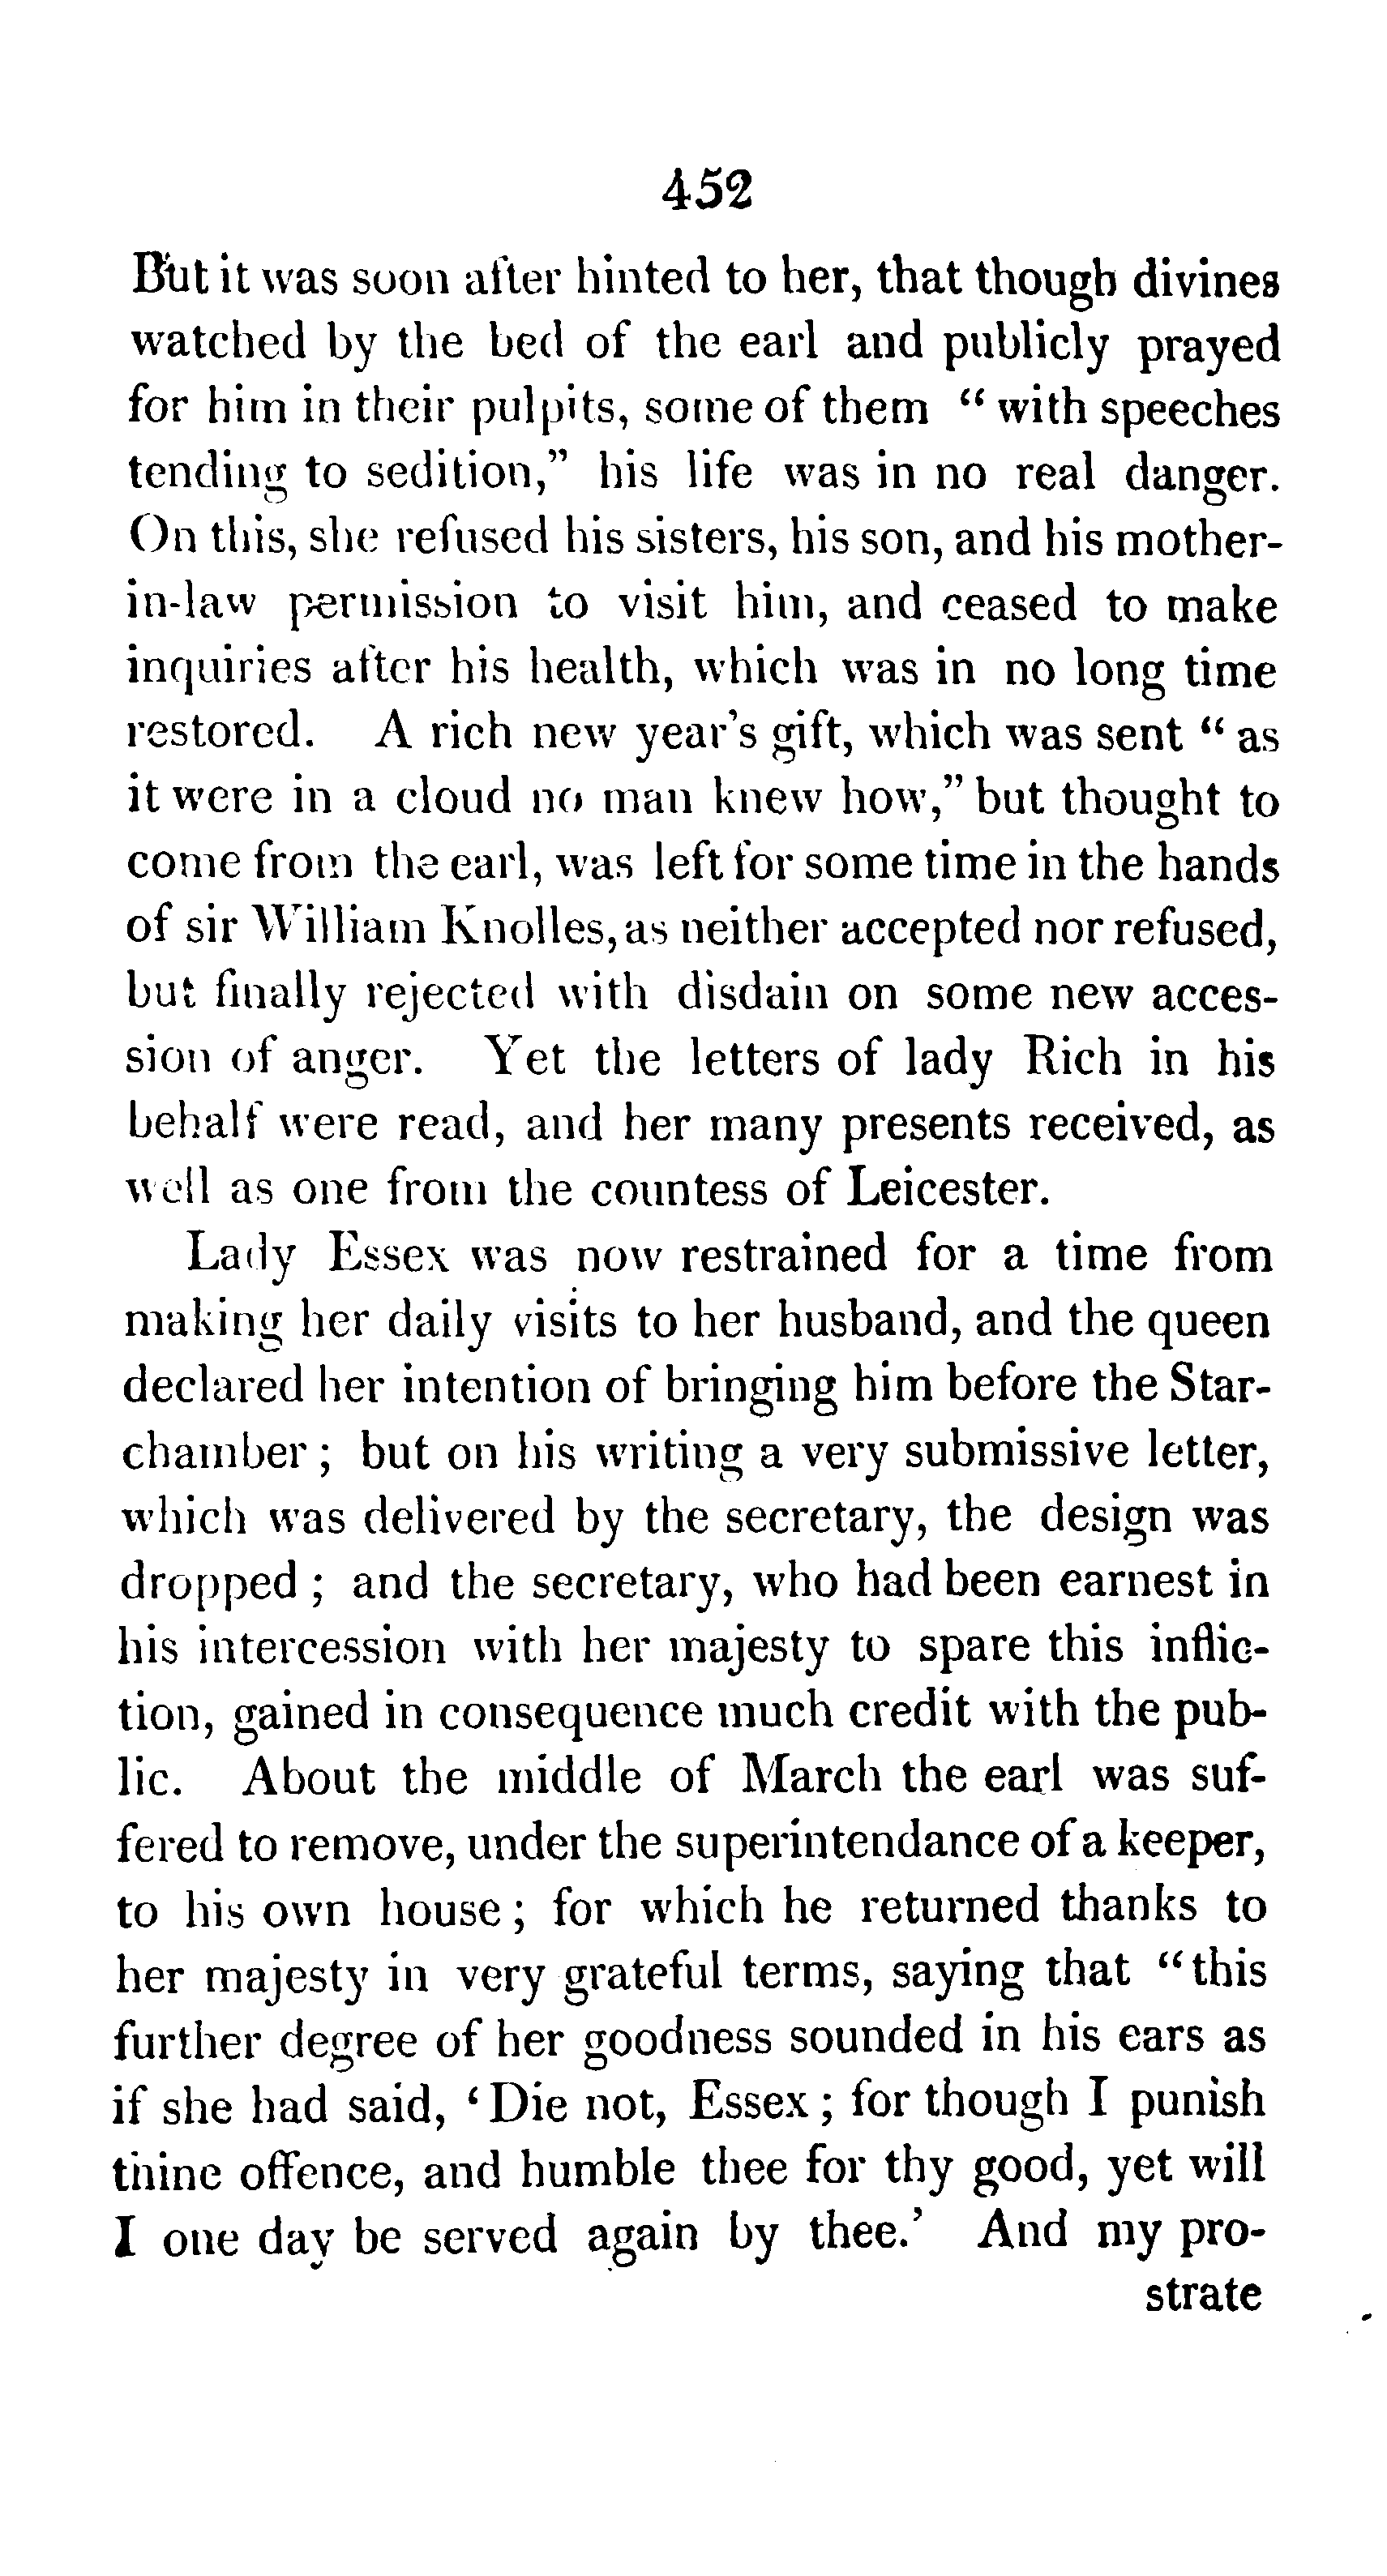 452
But it was soon after hinted to her, that though divines
watched by the bed of the earl and publicly prayed
for him in their pulpits, some of them “ with speeches
tending to sedition,” his life was in no real danger.
On this, she refused his sisters, his son, and his mother-
in-law permission to visit him, and ceased to make
inquiries after his health, which was in no long time
restored. A rich new year's gift, which was sent “ as
it were in a cloud no man knew how,” but thought to
come from the earl, was left for some time in the hands
of sir William Knolles, as neither accepted nor refused,
but finally rejected with disdain on some new acces-
sion of anger. Yet the letters of lady Rich in his
behalf were read, and her many presents received, as
well as one from the countess of Leicester.
Lady Essex was now restrained for a time from
making her daily visits to her husband, and the queen
declared her intention of bringing him before the Star-
chamber ; but on his writing a very submissive letter,
which was delivered by the secretary, the design was
dropped ; and the secretary, who had been earnest in
his intercession with her majesty to spare this inflic-
tion, gained in consequence much credit with the pub-
lic. About the middle of March the earl was suf-
fered to remove, under the superintendance of a keeper,
to his own house ; for which he returned thanks to
her majesty in very grateful terms, saying that “this
further degree of her goodness sounded in his ears as
if she had said, ‘ Die not, Essex ; for though I punish
thine offence, and humble thee for thy good, yet will
I one day be served again by thee.’ And my pro-
strate